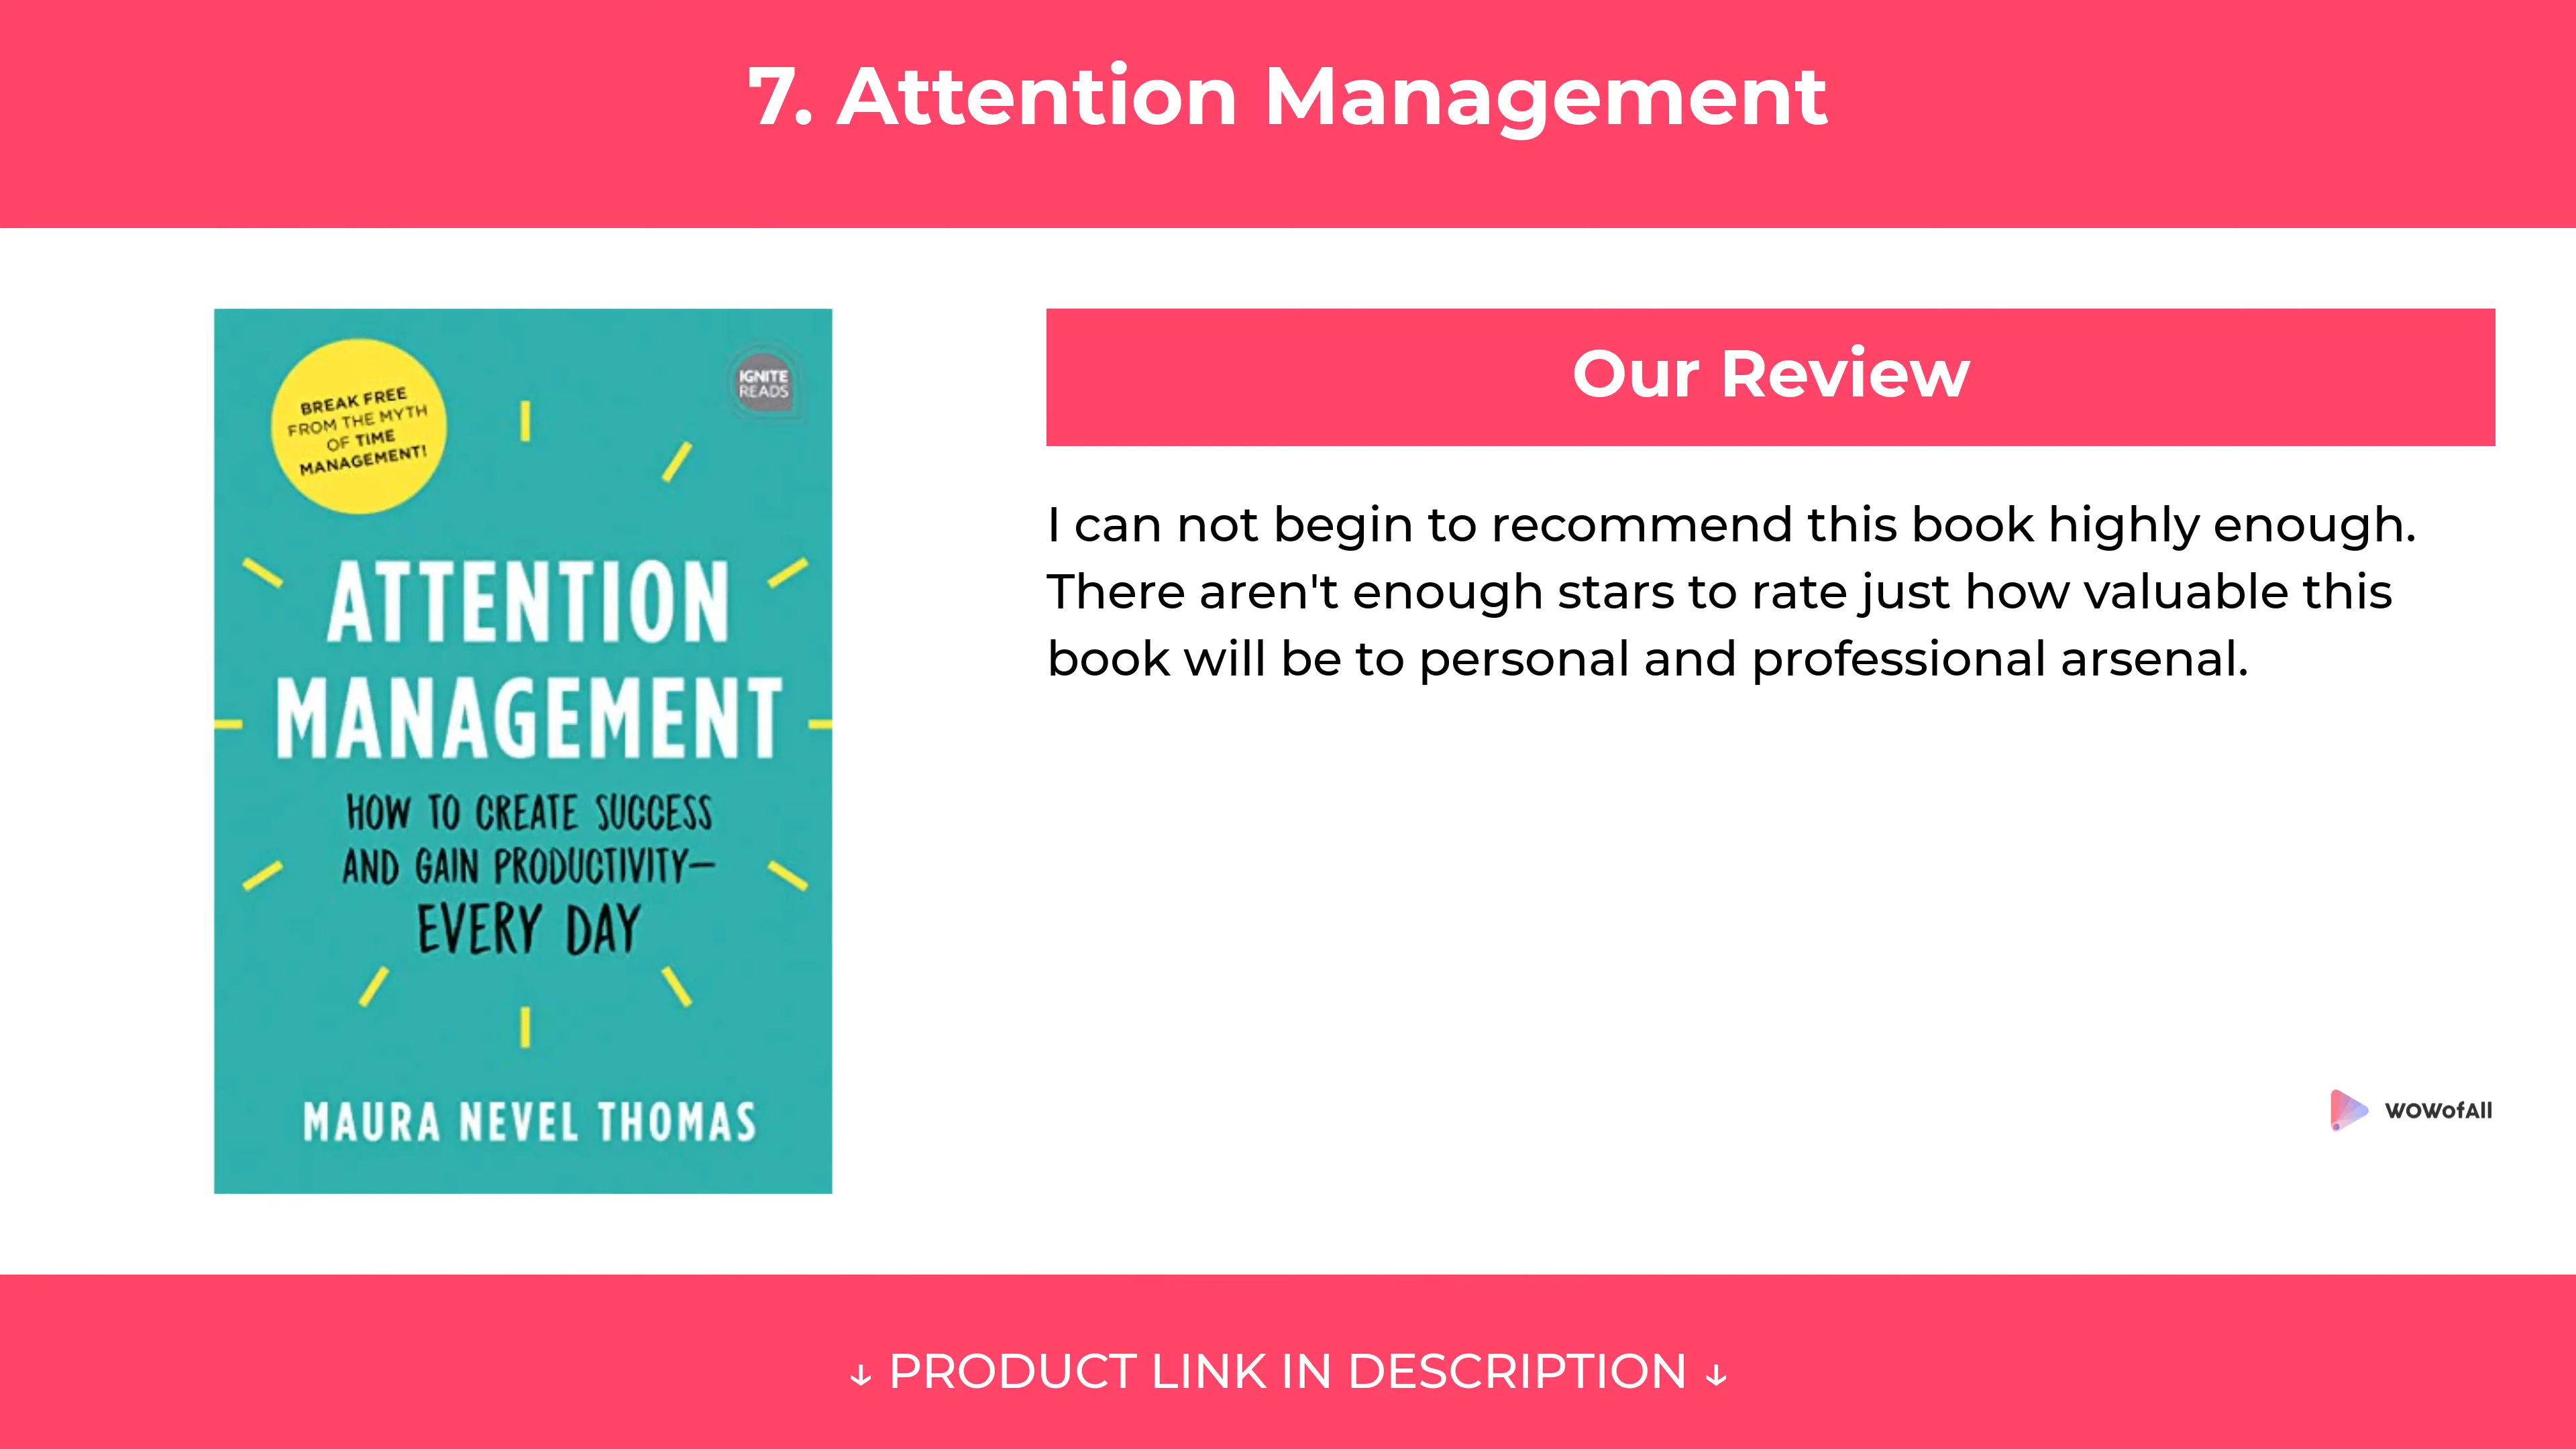 7. Attention Management
BREAK FREE
FROM THE MYTH
OF TIME
MANAGEMENT!
IGNITE
READS
ATTENTION
MANAGEMENT
HOW TO CREATE SUCCESS
AND GAIN PRODUCTIVITY—
EVERY DAY
MAURA NEVEL THOMAS
Our Review
I can not begin to recommend this book highly enough.
There aren't enough stars to rate just how valuable this
book will be to personal and professional arsenal.
WOWofAll
↓ PRODUCT LINK IN DESCRIPTION ↓